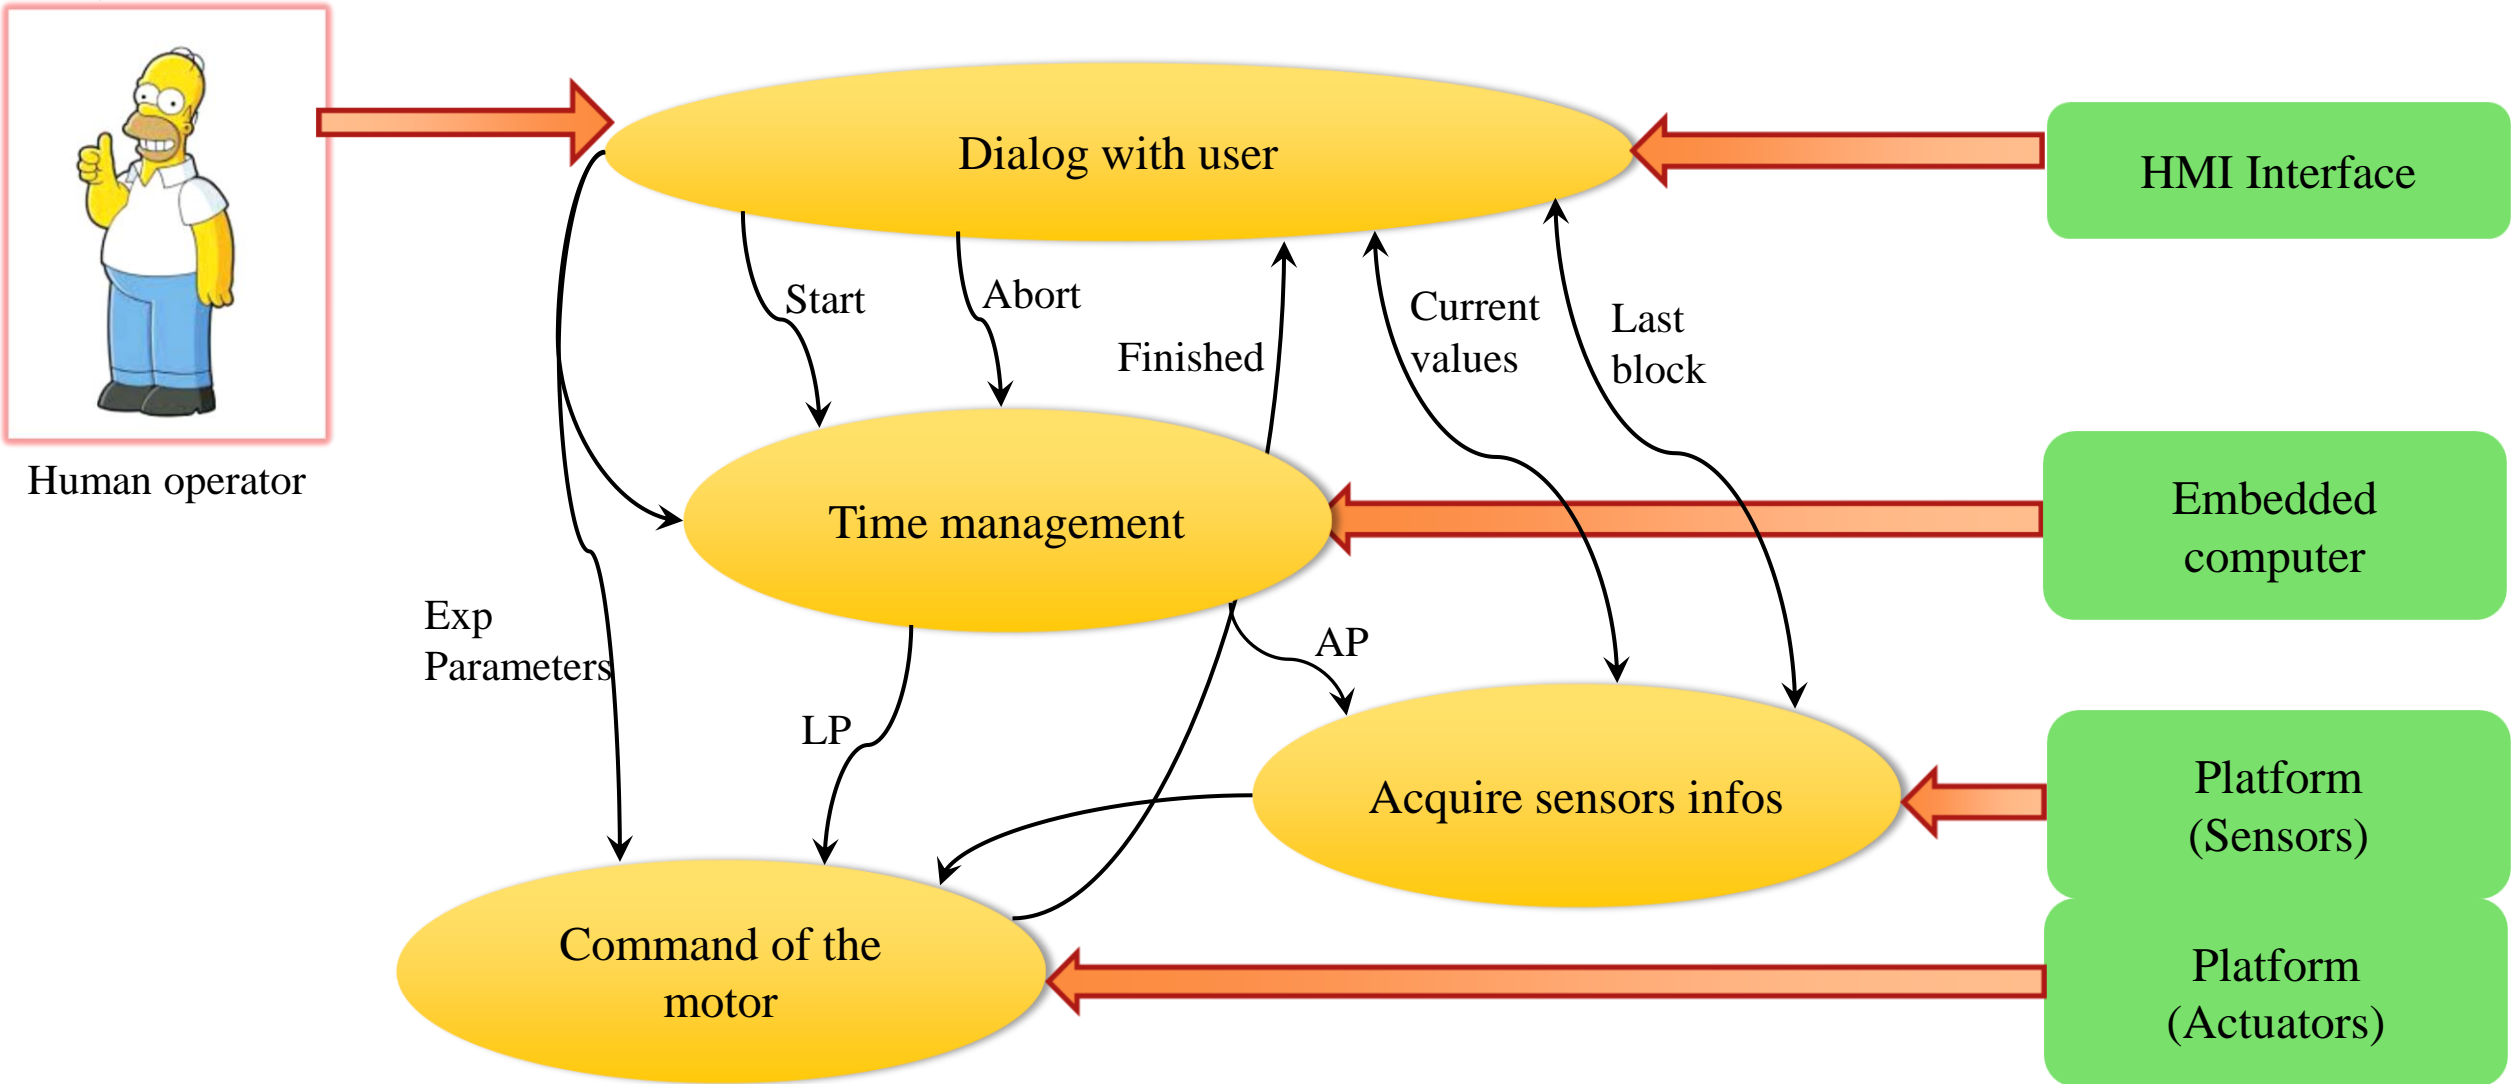 Dialog with user
HMI Interface
Start
Abort
Finished
Current
values
Last
block
Human operator
Time management
Embedded
computer
Exp
Parameters
AP
LP
Acquire sensors infos
Platform
(Sensors)
Command of the
motor
Platform
(Actuators)